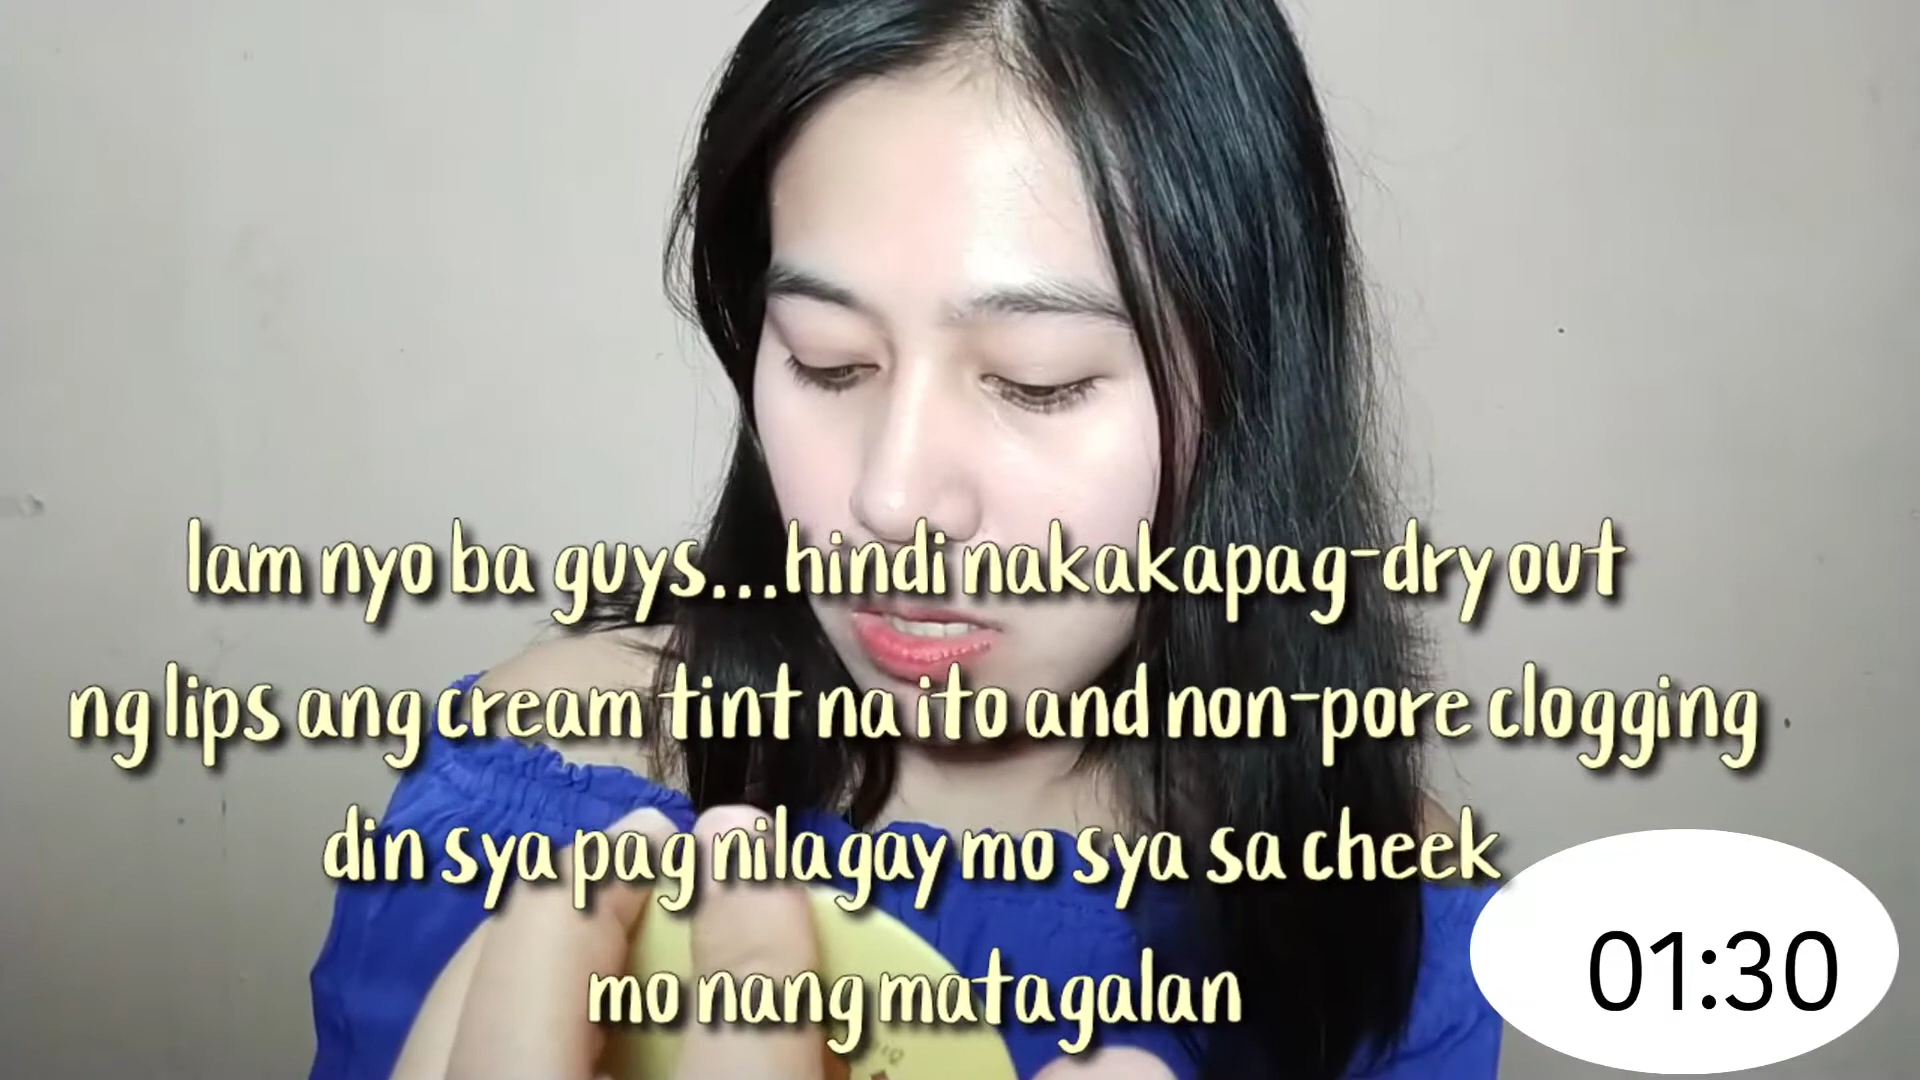 lam nyo ba guys...hindi nakakapag-dry out
ng lips ang cream tint na ito and non-pore clogging
din sya pag nilagay mo sya sa cheek
mo nang matagalan
01:30